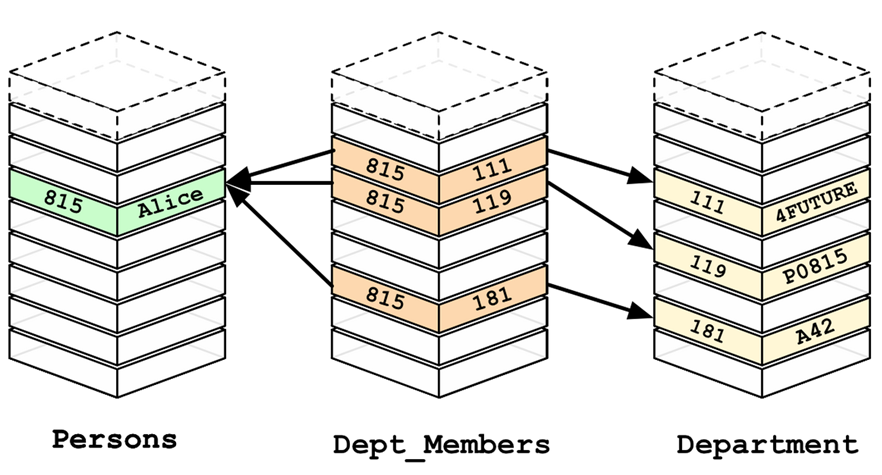 815 Alice
815 111
815 119
815 181
111 4FUTURE
119 P0815
181 A42
Persons
Dept_Members
Department